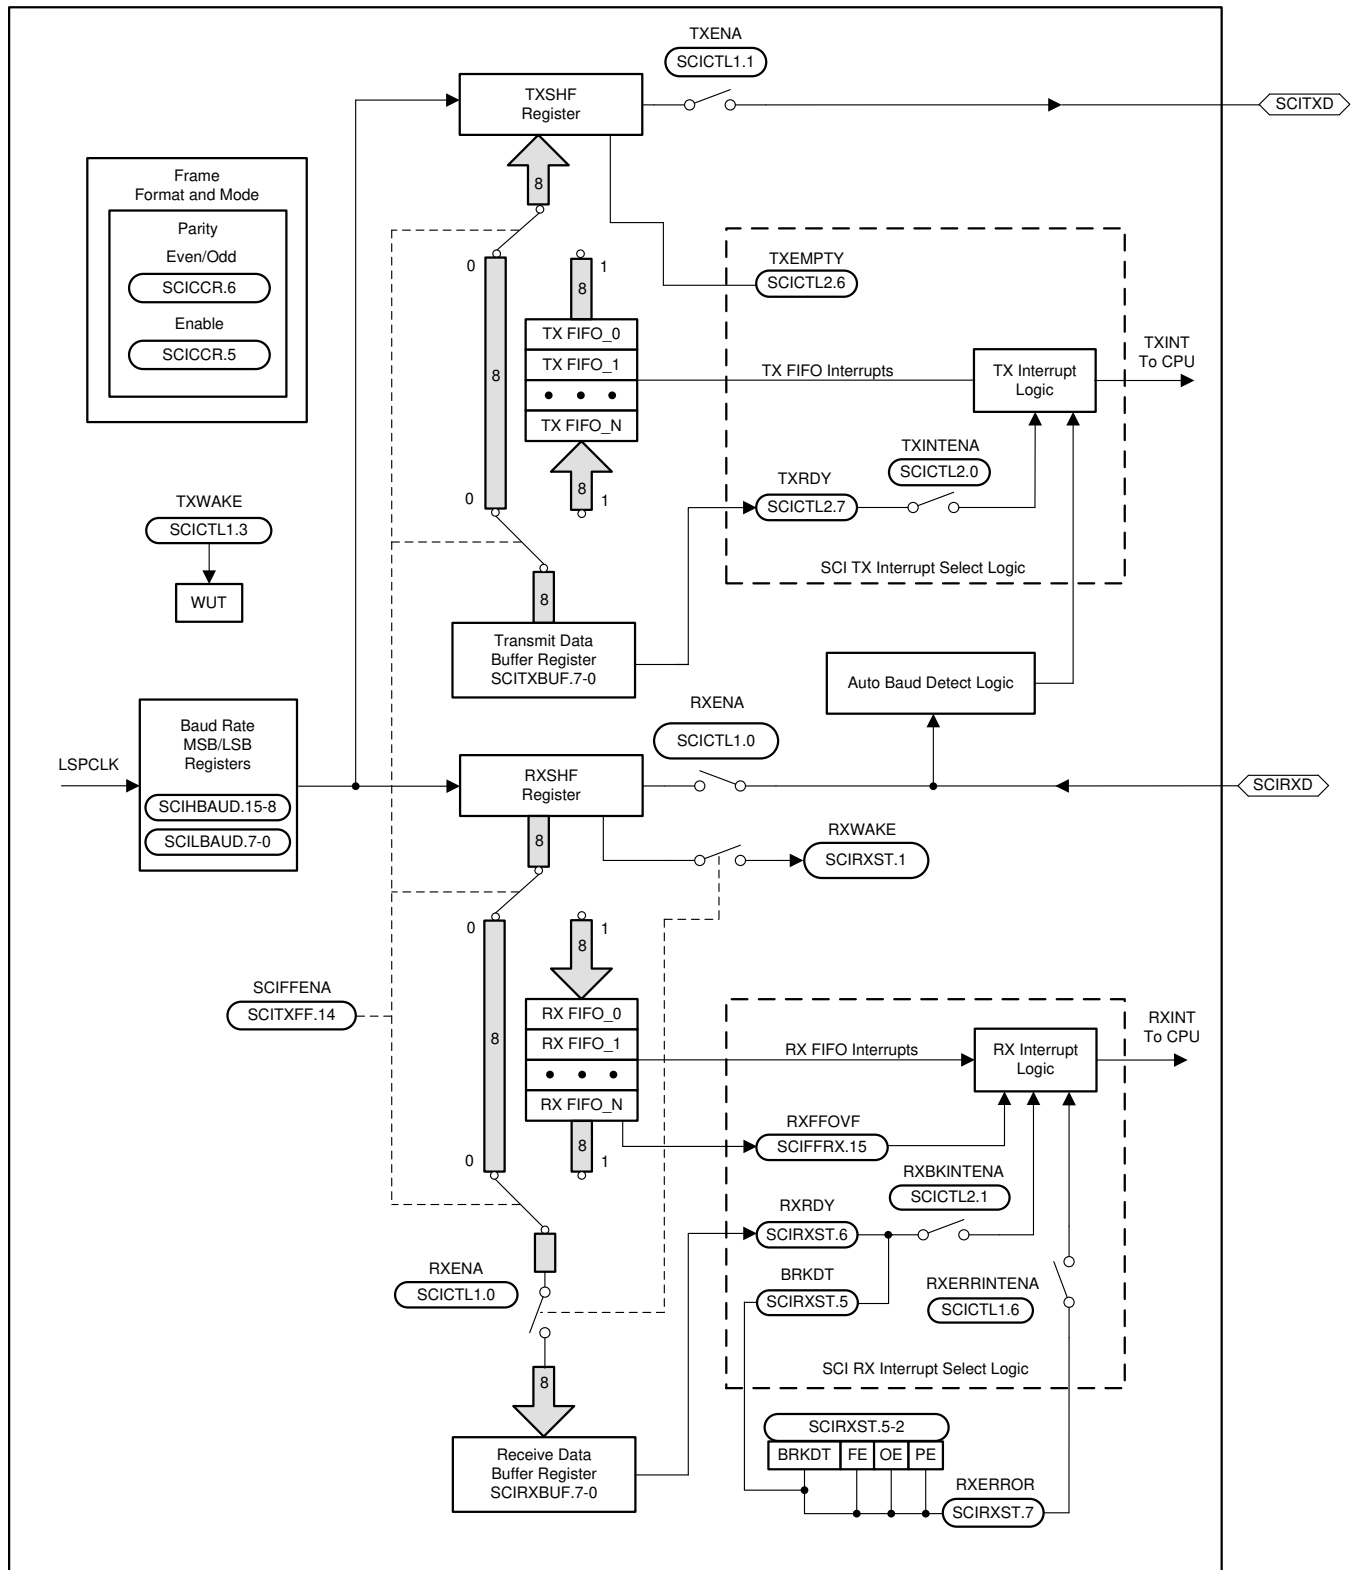 TXENA
SCICTL1.1
TXSHF
Register
SCITXD
Frame
Format and Mode
Parity
Even/Odd
SCICCR.6
Enable
SCICCR.5
8
0
1
8
TX FIFO_0
TX FIFO_1
• • •
TX FIFO_N
8
8
0
1
8
TXEMPTY
SCICTL2.6
TX FIFO Interrupts
TX Interrupt
Logic
TXINT
To CPU
TXINTENA
SCICTL2.0
TXRDY
SCICTL2.7
SCI TX Interrupt Select Logic
TXWAKE
SCICTL1.3
WUT
Transmit Data
Buffer Register
SCITXBUF.7-0
Auto Baud Detect Logic
RXENA
SCICTL1.0
LSPCLK
Baud Rate
MSB/LSB
Registers
SCIHBAUD.15-8
SCILBAUD.7-0
RXSHF
Register
SCIRXD
RXWAKE
SCIRXST.1
8
0
1
8
SCIFFENA
SCITXFF.14
8
RX FIFO_0
RX FIFO_1
• • •
RX FIFO_N
8
0
1
RX FIFO Interrupts
RX Interrupt
Logic
RXINT
To CPU
RXFFOVF
SCIFFRX.15
RXBKINTENA
SCICTL2.1
RXRDY
SCIRXST.6
BRKDT
SCIRXST.5
RXERRINTENA
SCICTL1.6
SCI RX Interrupt Select Logic
RXENA
SCICTL1.0
8
Receive Data
Buffer Register
SCIRXBUF.7-0
SCIRXST.5-2
BRKDT FE OE PE
RXERROR
SCIRXST.7